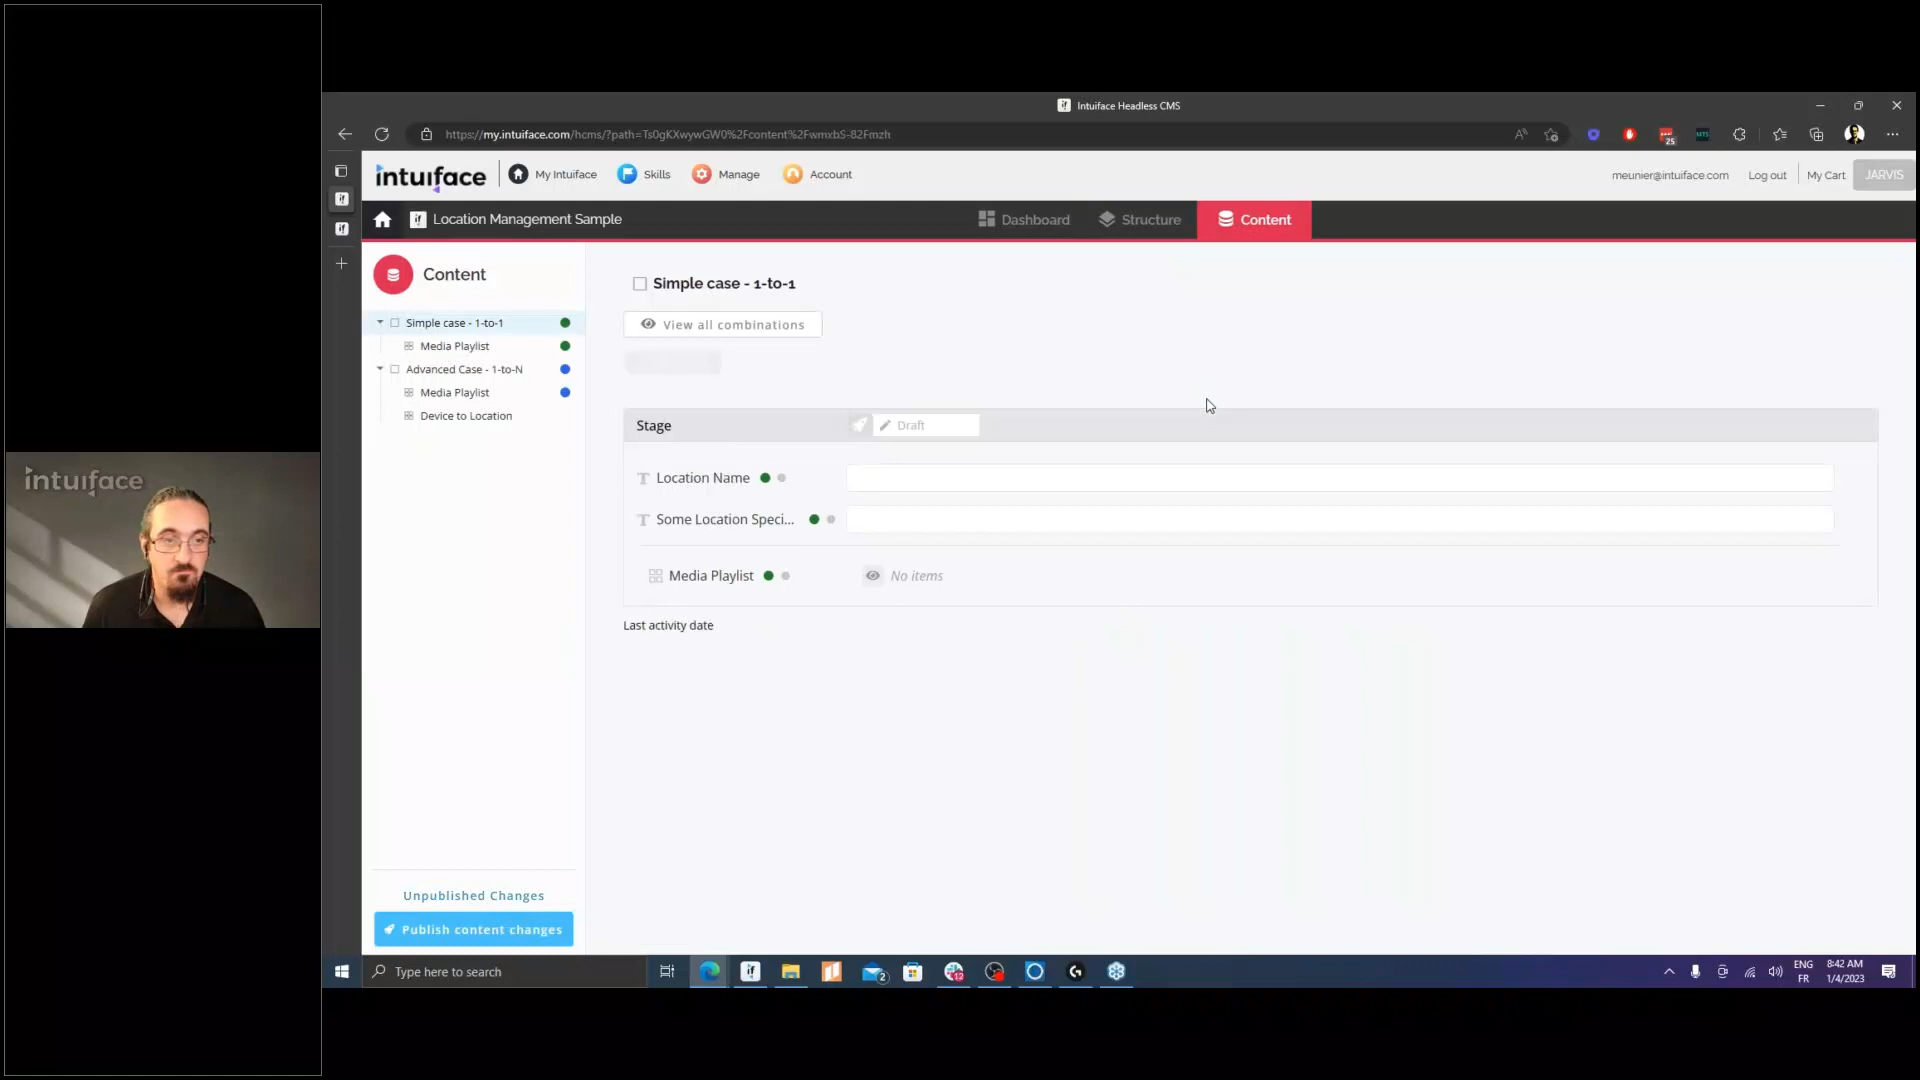 Intuiface Headless CMS
https://my.intuiface.com/hcms/?path=Ts0gKXwywGW0%2Fcontent%2FwmxbS-82Fmzh
25
intuiface
My Intuiface
Skills
Manage
Account
meunier@intuiface.com
Log out
My Cart
JARVIS
Location Management Sample
Dashboard
Structure
Content
Content
Simple case - 1-to-1
Media Playlist
Advanced Case - 1-to-N
Media Playlist
Device to Location
Simple case - 1-to-1
View all combinations
Stage
Draft
Location Name
Some Location Speci...
Media Playlist
No items
Last activity date
intuiface
Unpublished Changes
Publish content changes
Type here to search
2
12
ENG
FR
8:42 AM
1/4/2023